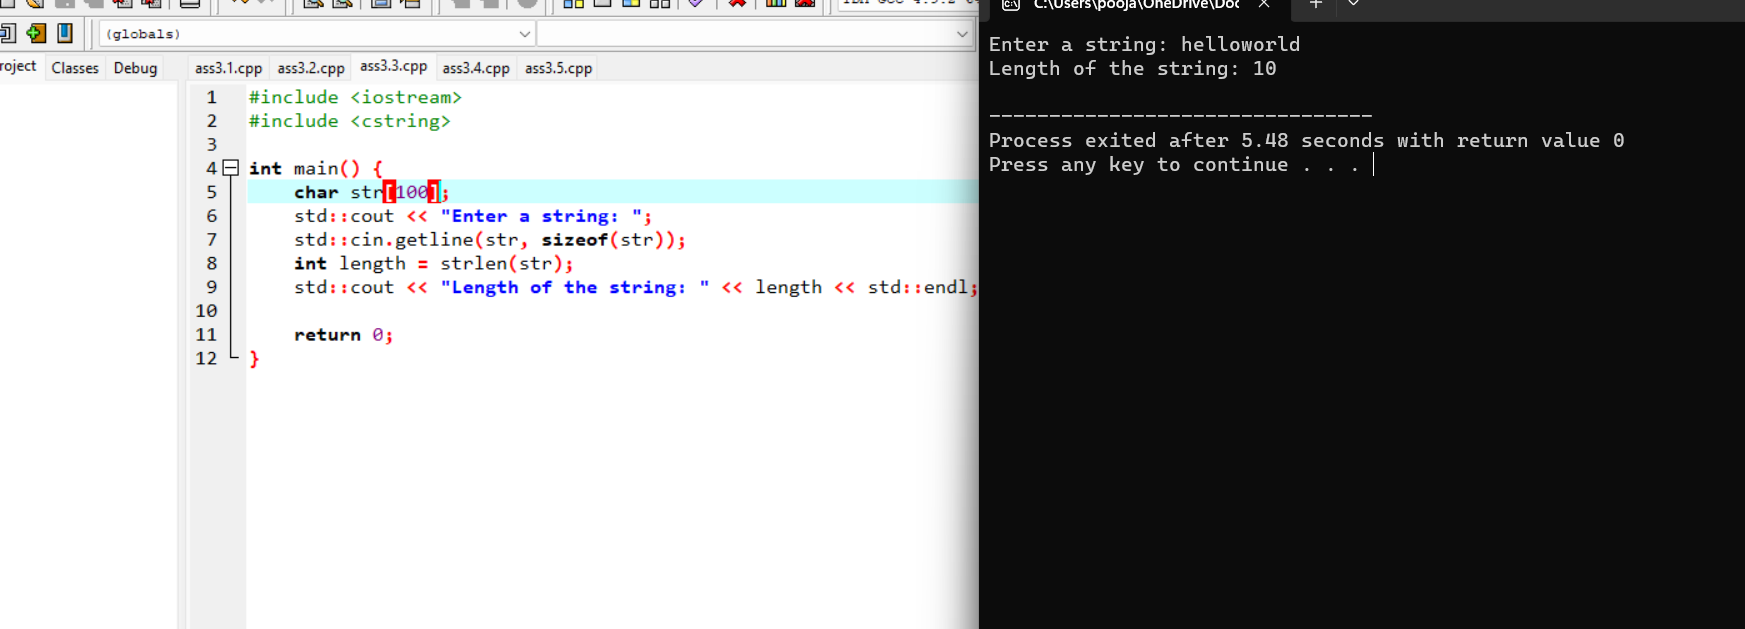 (globals)
roject Classes Debug
ass3.1.cpp ass3.2.cpp ass3.3.cpp ass3.4.cpp ass3.5.cpp
1 #include <iostream>
2 #include <cstring>
3
4 int main() {
5 char str[100];
6 std::cout << "Enter a string: ";
7 std::cin.getline(str, sizeof(str));
8 int length = strlen(str);
9 std::cout << "Length of the string: " << length << std::endl;
10
11 return 0;
12 }
C:\Users\pooja\OneDrive\Doc
Enter a string: helloworld
Length of the string: 10
--------------------------------
Process exited after 5.48 seconds with return value 0
Press any key to continue . . .